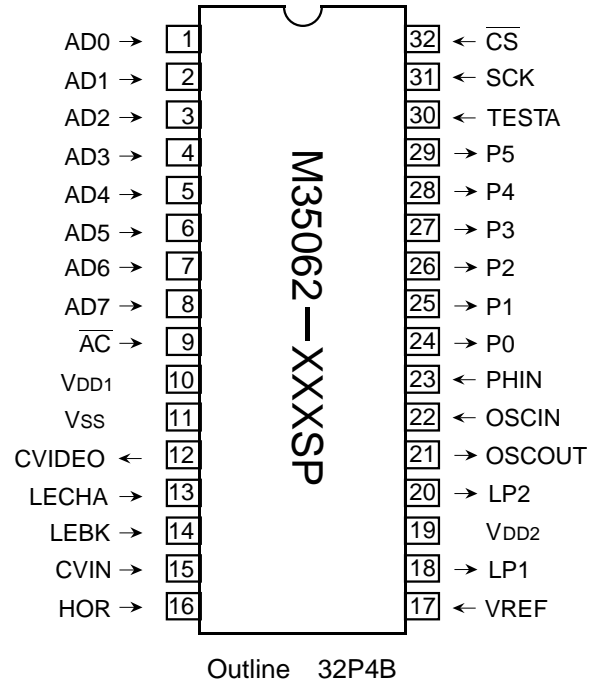 AD0 → 1 32 ← C̅S̅
AD1 → 2 31 ← SCK
AD2 → 3 30 ← TESTA
AD3 → 4 29 → P5
AD4 → 5 28 → P4
AD5 → 6 27 → P3
AD6 → 7 26 → P2
AD7 → 8 25 → P1
A̅C̅ → 9 24 → P0
VDD1 10 23 ← PHIN
VSS 11 22 ← OSCIN
CVIDEO ← 12 21 → OSCOUT
LECHA → 13 20 → LP2
LEBK → 14 19 VDD2
CVIN → 15 18 → LP1
HOR → 16 17 ← VREF
M35062－XXXSP
Outline 32P4B